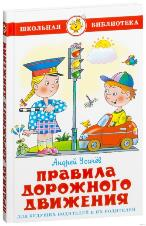 ШКОЛЬНАЯ
БИБЛИОТЕКА
Андрей Усачёв
ПРАВИЛА
ДОРОЖНОГО
ДВИЖЕНИЯ
ДЛЯ БУДУЩИХ ВОДИТЕЛЕЙ И ИХ РОДИТЕЛЕЙ